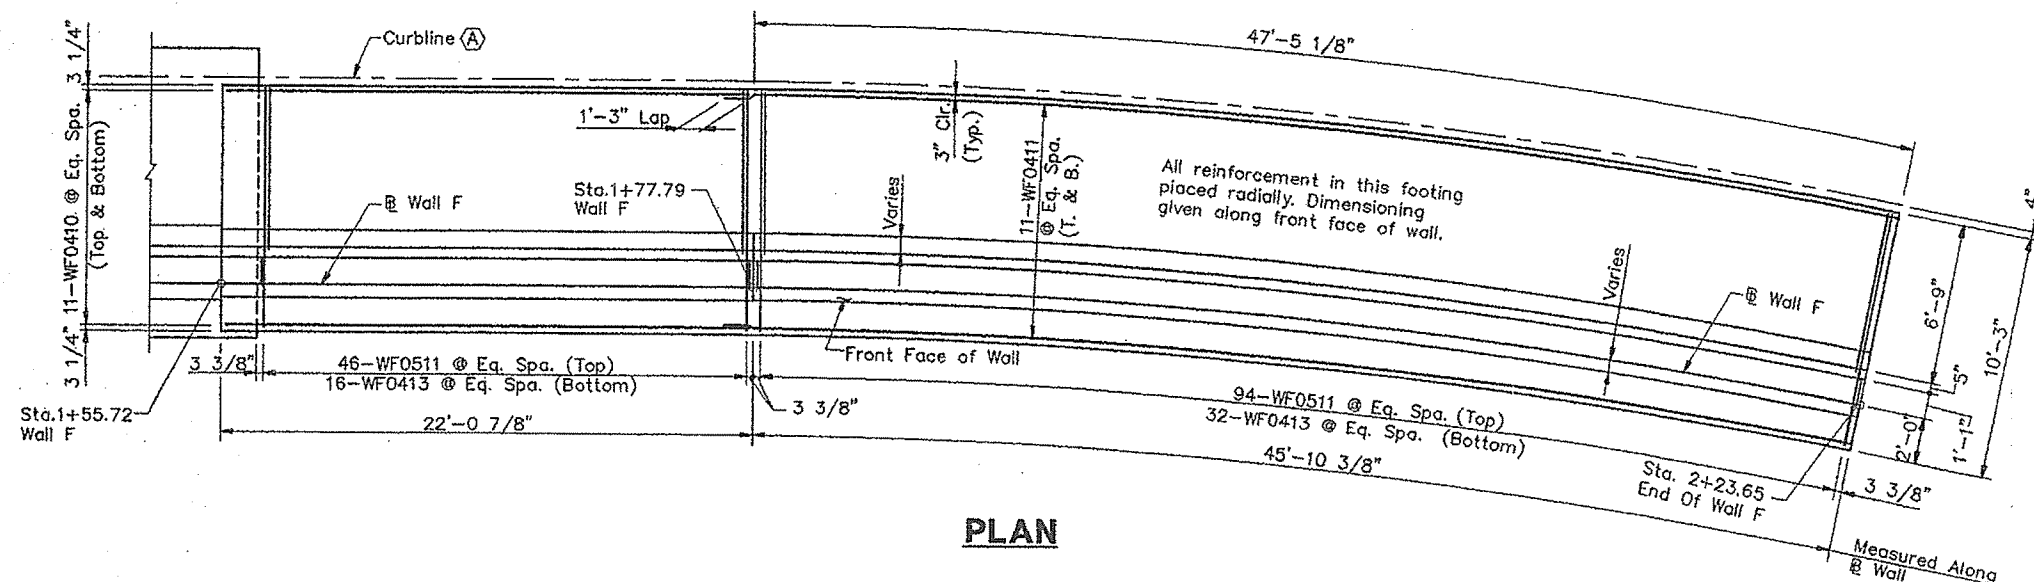 47'-5 1/8"
Curbline A
3 1/4"
11-WF0410 @ Eq. Spa.
(Top & Bottom)
3 1/4"
1'-3" Lap
3" Clr.
(Typ.)
11-WF0411
@ Eq. Spa.
(T. & B.)
All reinforcement in this footing
placed radially. Dimensioning
given along front face of wall.
Sta.1+77.79
Wall F
Varies
Wall F
Varies
Wall F
4"
6'-9"
10'-3"
5"
2'-0"
1'-1"
Front Face of Wall
3 3/8"
46-WF0511 @ Eq. Spa. (Top)
16-WF0413 @ Eq. Spa. (Bottom)
3 3/8"
94-WF0511 @ Eq. Spa. (Top)
32-WF0413 @ Eq. Spa. (Bottom)
Sta.1+55.72
Wall F
22'-0 7/8"
45'-10 3/8"
Sta. 2+23.65
End Of Wall F
3 3/8"
Measured Along
Wall
PLAN